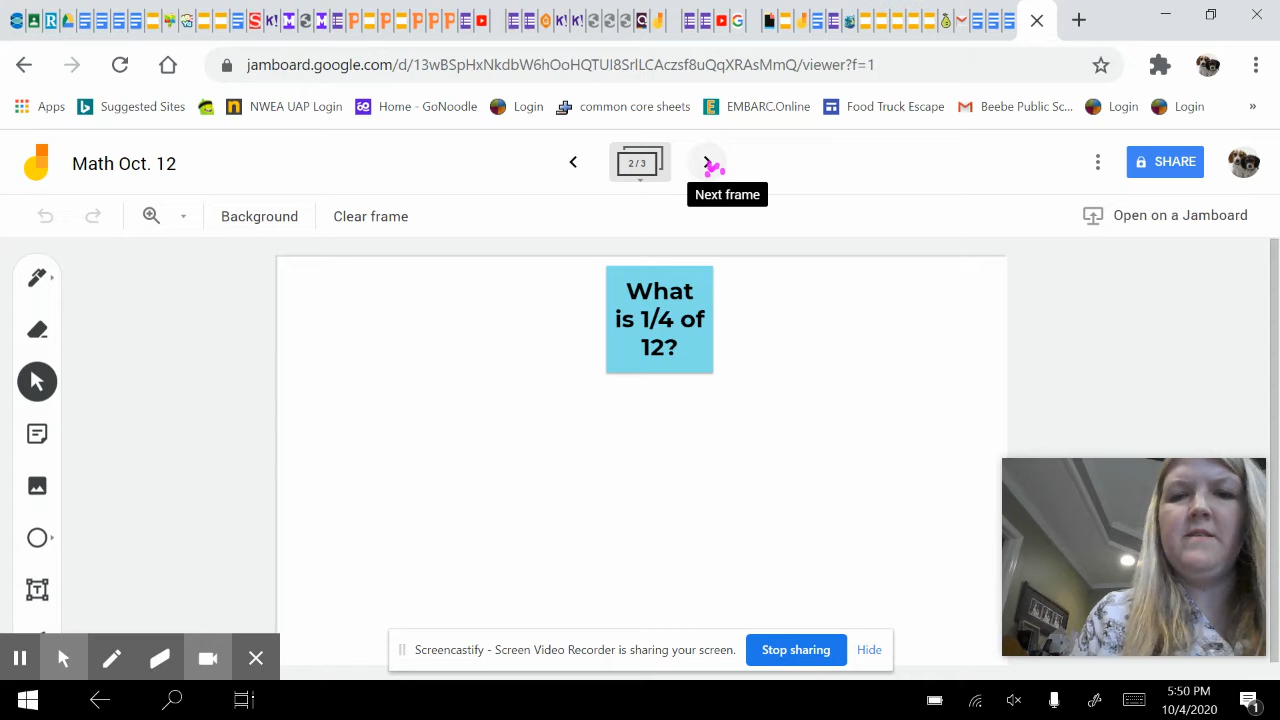 jamboard.google.com/d/13wBSpHxNkdbW6hOoHQTUl8SrlLCAczsf8uQqXRAsMmQ/viewer?f=1
Apps Suggested Sites NWEA UAP Login Home - GoNoodle Login common core sheets EMBARC.Online Food Truck Escape Beebe Public Sc... Login Login »
Math Oct. 12
2 / 3
SHARE
Next frame
Background
Clear frame
Open on a Jamboard
What
is 1/4 of
12?
Screencastify - Screen Video Recorder is sharing your screen.
Stop sharing
Hide
5:50 PM
10/4/2020